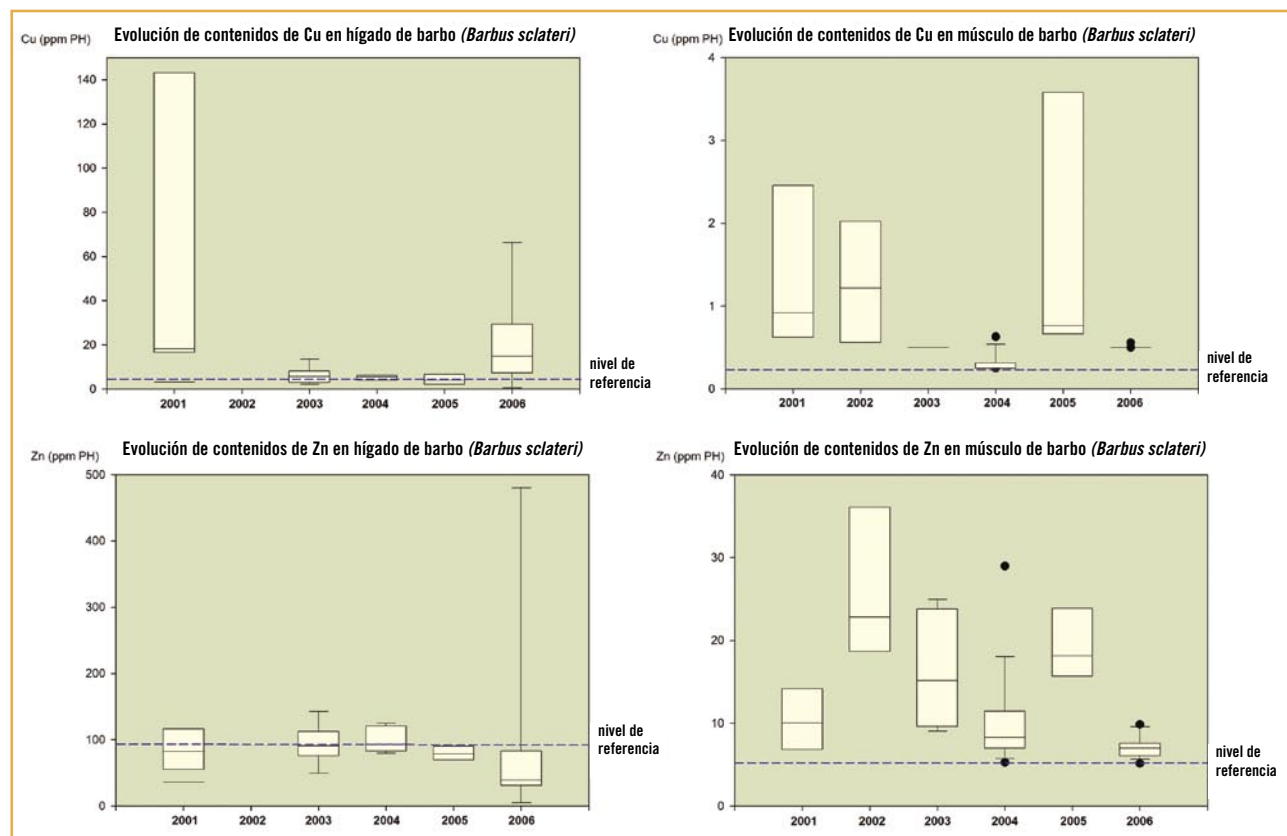 Evolución de contenidos de Cu en hígado de barbo (Barbus sclateri)
Cu (ppm PH)
140
120
100
80
60
40
20
0
2001 2002 2003 2004 2005 2006
nivel de
referencia
Evolución de contenidos de Cu en músculo de barbo (Barbus sclateri)
Cu (ppm PH)
4
3
2
1
0
2001 2002 2003 2004 2005 2006
nivel de
referencia
Evolución de contenidos de Zn en hígado de barbo (Barbus sclateri)
Zn (ppm PH)
500
400
300
200
100
0
2001 2002 2003 2004 2005 2006
nivel de
referencia
Evolución de contenidos de Zn en músculo de barbo (Barbus sclateri)
Zn (ppm PH)
40
30
20
10
0
2001 2002 2003 2004 2005 2006
nivel de
referencia